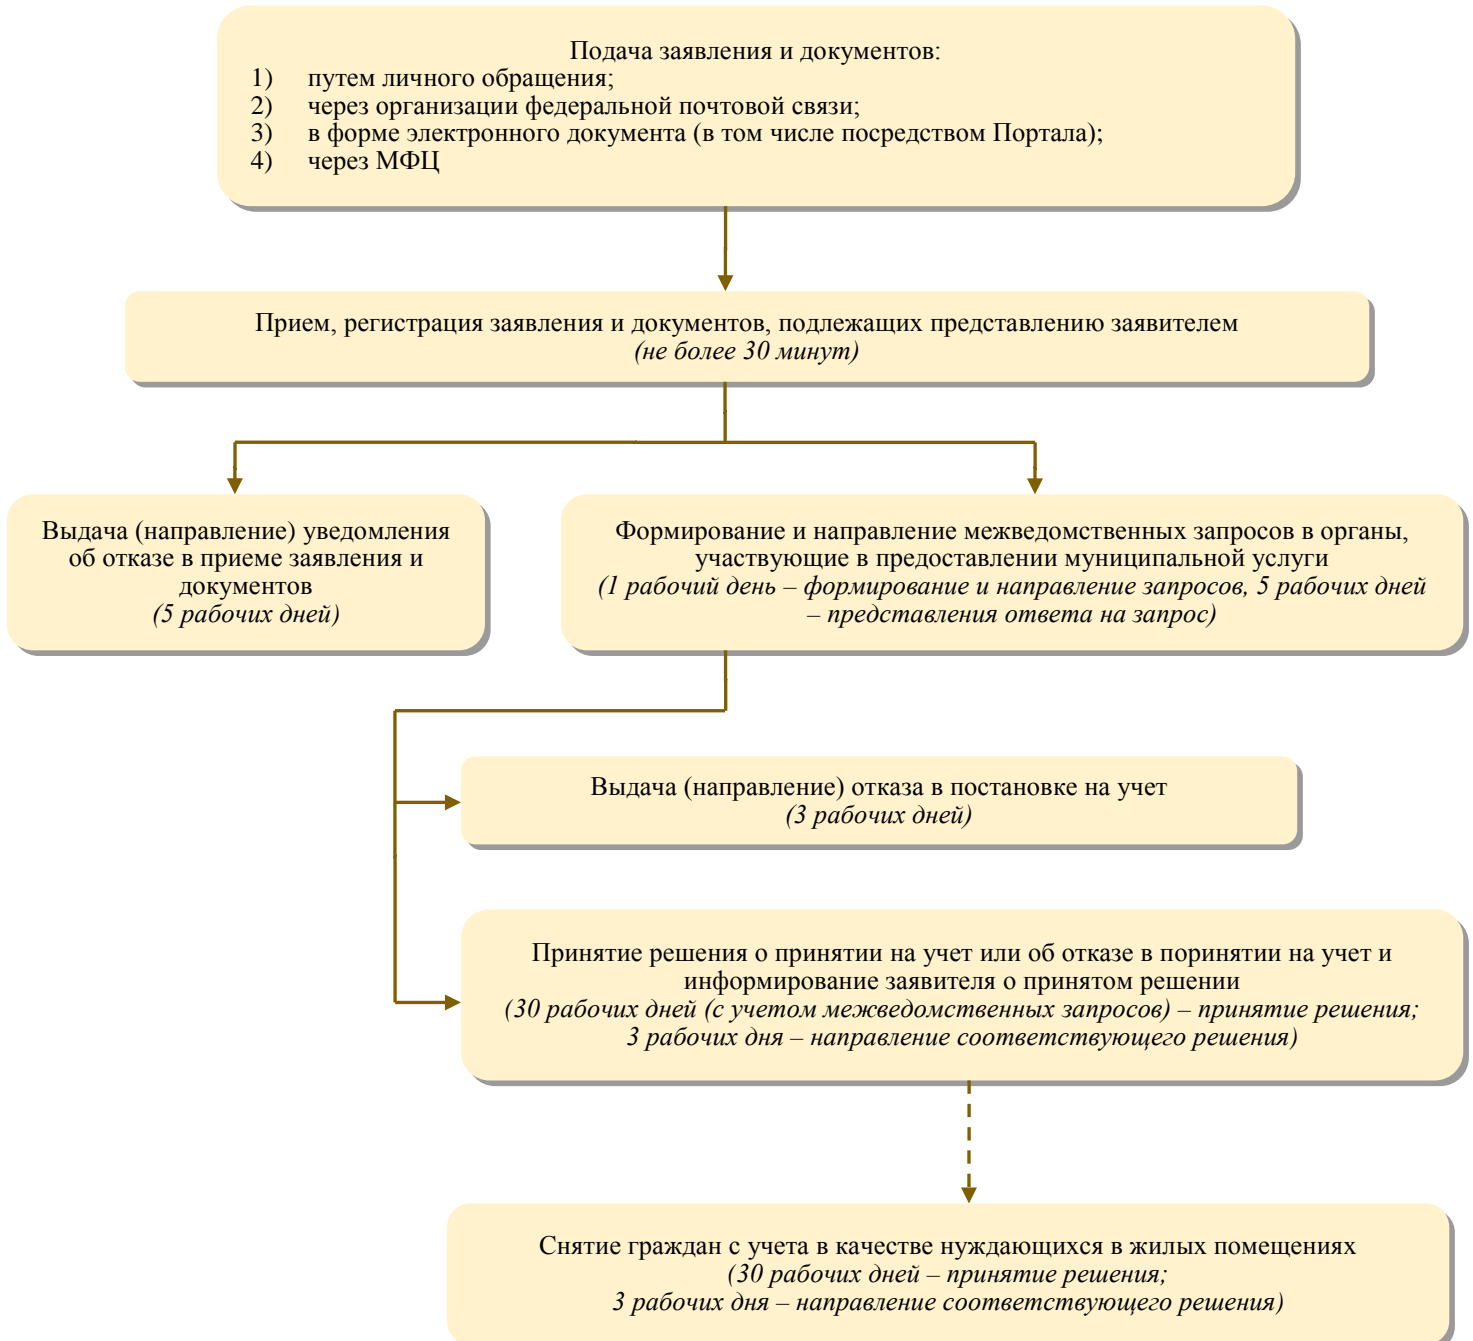 Подача заявления и документов:
1) путем личного обращения;
2) через организации федеральной почтовой связи;
3) в форме электронного документа (в том числе посредством Портала);
4) через МФЦ
Прием, регистрация заявления и документов, подлежащих представлению заявителем
(не более 30 минут)
Выдача (направление) уведомления
об отказе в приеме заявления и
документов
(5 рабочих дней)
Формирование и направление межведомственных запросов в органы,
участвующие в предоставлении муниципальной услуги
(1 рабочий день – формирование и направление запросов, 5 рабочих дней
– представления ответа на запрос)
Выдача (направление) отказа в постановке на учет
(3 рабочих дней)
Принятие решения о принятии на учет или об отказе в поринятии на учет и
информирование заявителя о принятом решении
(30 рабочих дней (с учетом межведомственных запросов) – принятие решения;
3 рабочих дня – направление соответствующего решения)
Снятие граждан с учета в качестве нуждающихся в жилых помещениях
(30 рабочих дней – принятие решения;
3 рабочих дня – направление соответствующего решения)